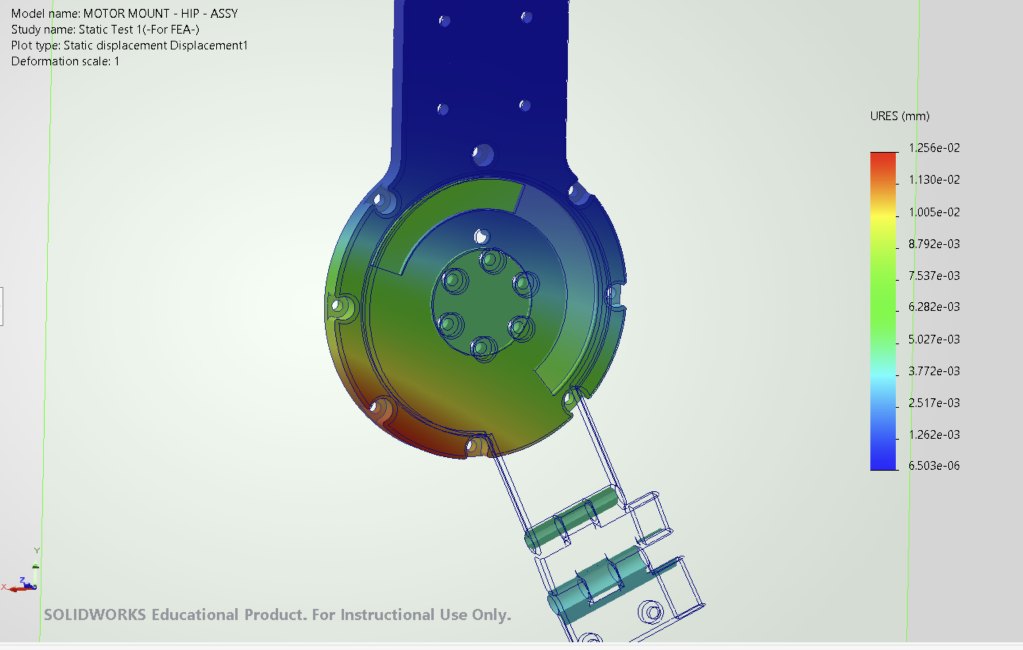 Model name: MOTOR MOUNT - HIP - ASSY
Study name: Static Test 1(-For FEA-)
Plot type: Static displacement Displacement1
Deformation scale: 1
URES (mm)
1.256e-02
1.130e-02
1.005e-02
8.792e-03
7.537e-03
6.282e-03
5.027e-03
3.772e-03
2.517e-03
1.262e-03
6.503e-06
Y
Z
X
SOLIDWORKS Educational Product. For Instructional Use Only.